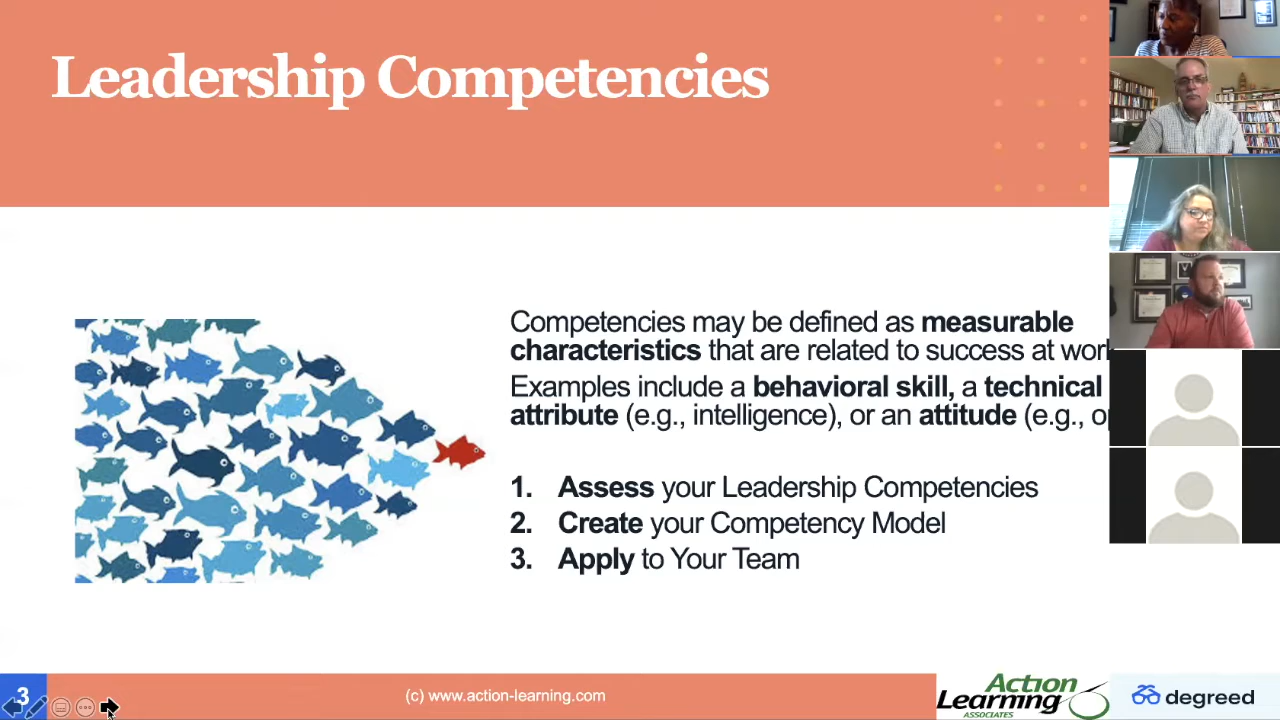 Leadership Competencies
Competencies may be defined as measurable
characteristics that are related to success at
Examples include a behavioral skill, a technical
attribute (e.g., intelligence), or an attitude (e.g.,
1. Assess your Leadership Competencies
2. Create your Competency Model
3. Apply to Your Team
3
(c) www.action-learning.com
Action
Learning
ASSOCIATES
degreed